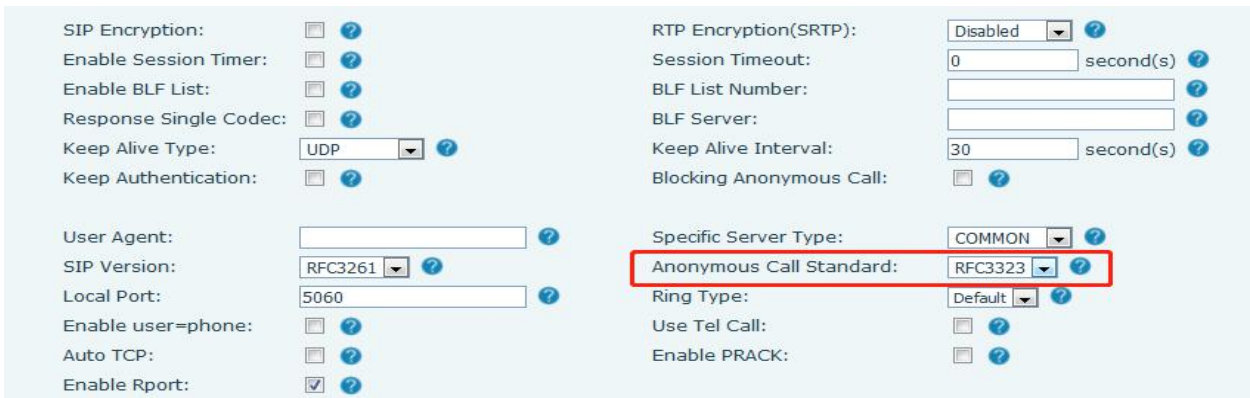 SIP Encryption: RTP Encryption(SRTP): Disabled
Enable Session Timer: Session Timeout: 0 second(s)
Enable BLF List: BLF List Number:
Response Single Codec: BLF Server:
Keep Alive Type: UDP Keep Alive Interval: 30 second(s)
Keep Authentication: Blocking Anonymous Call:
User Agent: Specific Server Type: COMMON
SIP Version: RFC3261 Anonymous Call Standard: RFC3323
Local Port: 5060 Ring Type: Default
Enable user=phone: Use Tel Call:
Auto TCP: Enable PRACK:
Enable Rport: